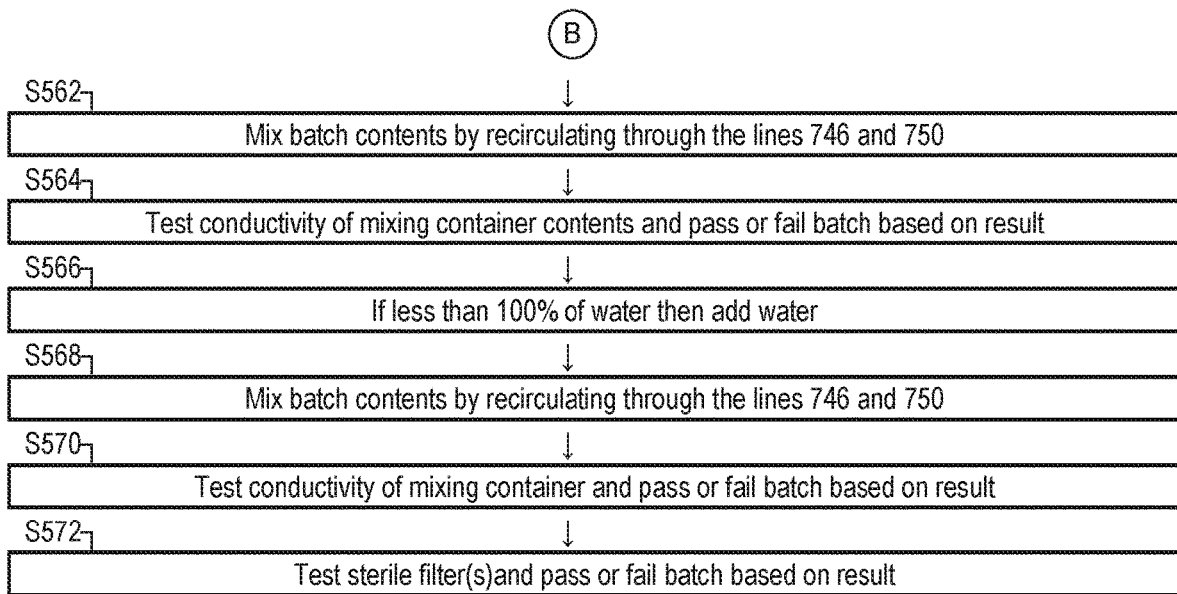 B
S562
Mix batch contents by recirculating through the lines 746 and 750
S564
Test conductivity of mixing container contents and pass or fail batch based on result
S566
If less than 100% of water then add water
S568
Mix batch contents by recirculating through the lines 746 and 750
S570
Test conductivity of mixing container and pass or fail batch based on result
S572
Test sterile filter(s)and pass or fail batch based on result